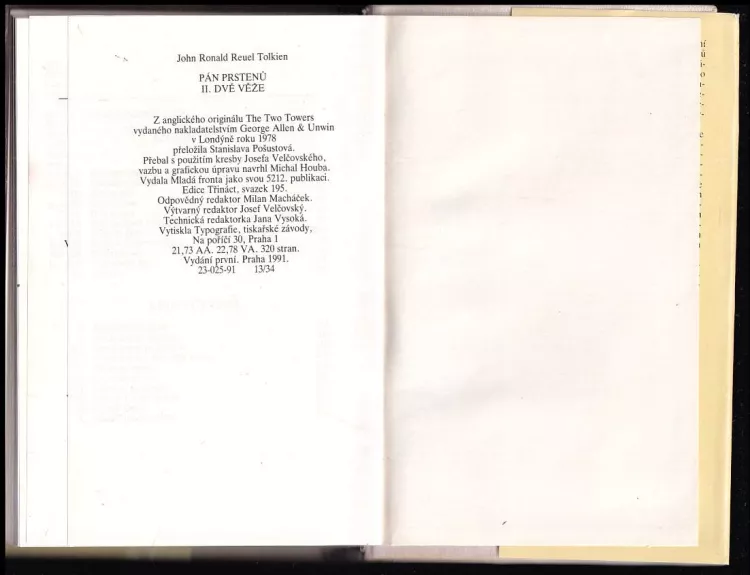 John Ronald Reuel Tolkien
PÁN PRSTENŮ
II. DVĚ VĚŽE
Z anglického originálu The Two Towers
vydaného nakladatelstvím George Allen & Unwin
v Londýně roku 1978
přeložila Stanislava Pošustová.
Přebal s použitím kresby Josefa Velčovského,
vazbu a grafickou úpravu navrhl Michal Houba.
Vydala Mladá fronta jako svou 5212. publikaci.
Edice Třináct, svazek 195.
Odpovědný redaktor Milan Macháček.
Výtvarný redaktor Josef Velčovský.
Technická redaktorka Jana Vysoká.
Vytiskla Typografie, tiskařské závody,
Na poříčí 30, Praha 1
21,73 AA. 22,78 VA. 320 stran.
Vydání první. Praha 1991.
23-025-91 13/34